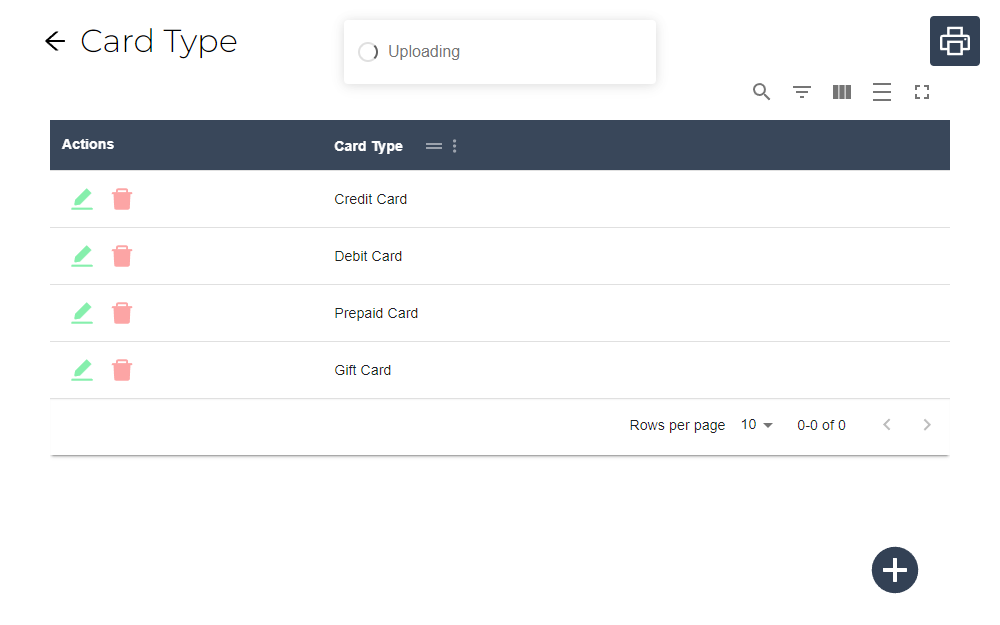 Card Type
Uploading
Actions
Card Type
Credit Card
Debit Card
Prepaid Card
Gift Card
Rows per page 10 0-0 of 0